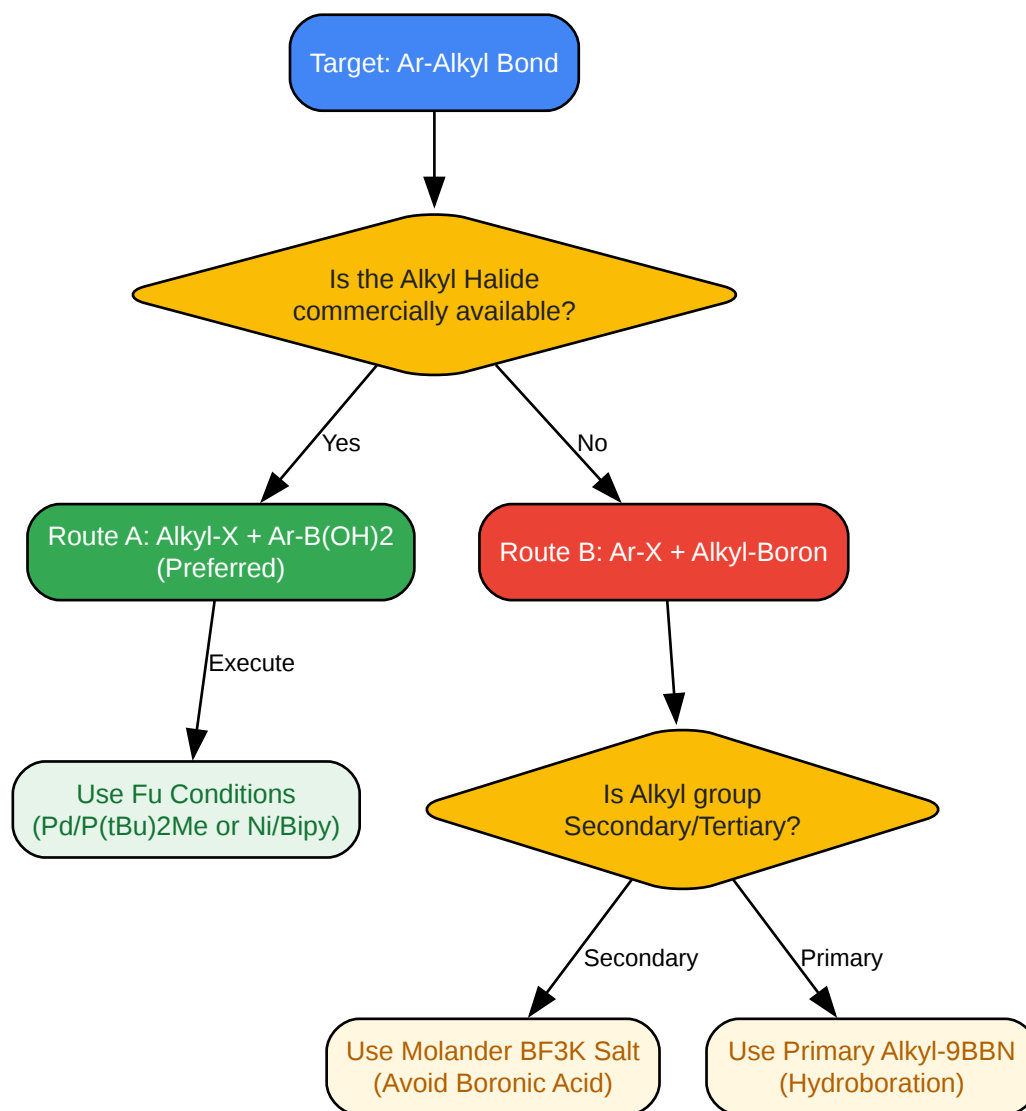 Target: Ar-Alkyl Bond
Is the Alkyl Halide
commercially available?
Yes
No
Route A: Alkyl-X + Ar-B(OH)2
(Preferred)
Route B: Ar-X + Alkyl-Boron
Execute
Use Fu Conditions
(Pd/P(tBu)2Me or Ni/Bipy)
Is Alkyl group
Secondary/Tertiary?
Secondary
Primary
Use Molander BF3K Salt
(Avoid Boronic Acid)
Use Primary Alkyl-9BBN
(Hydroboration)